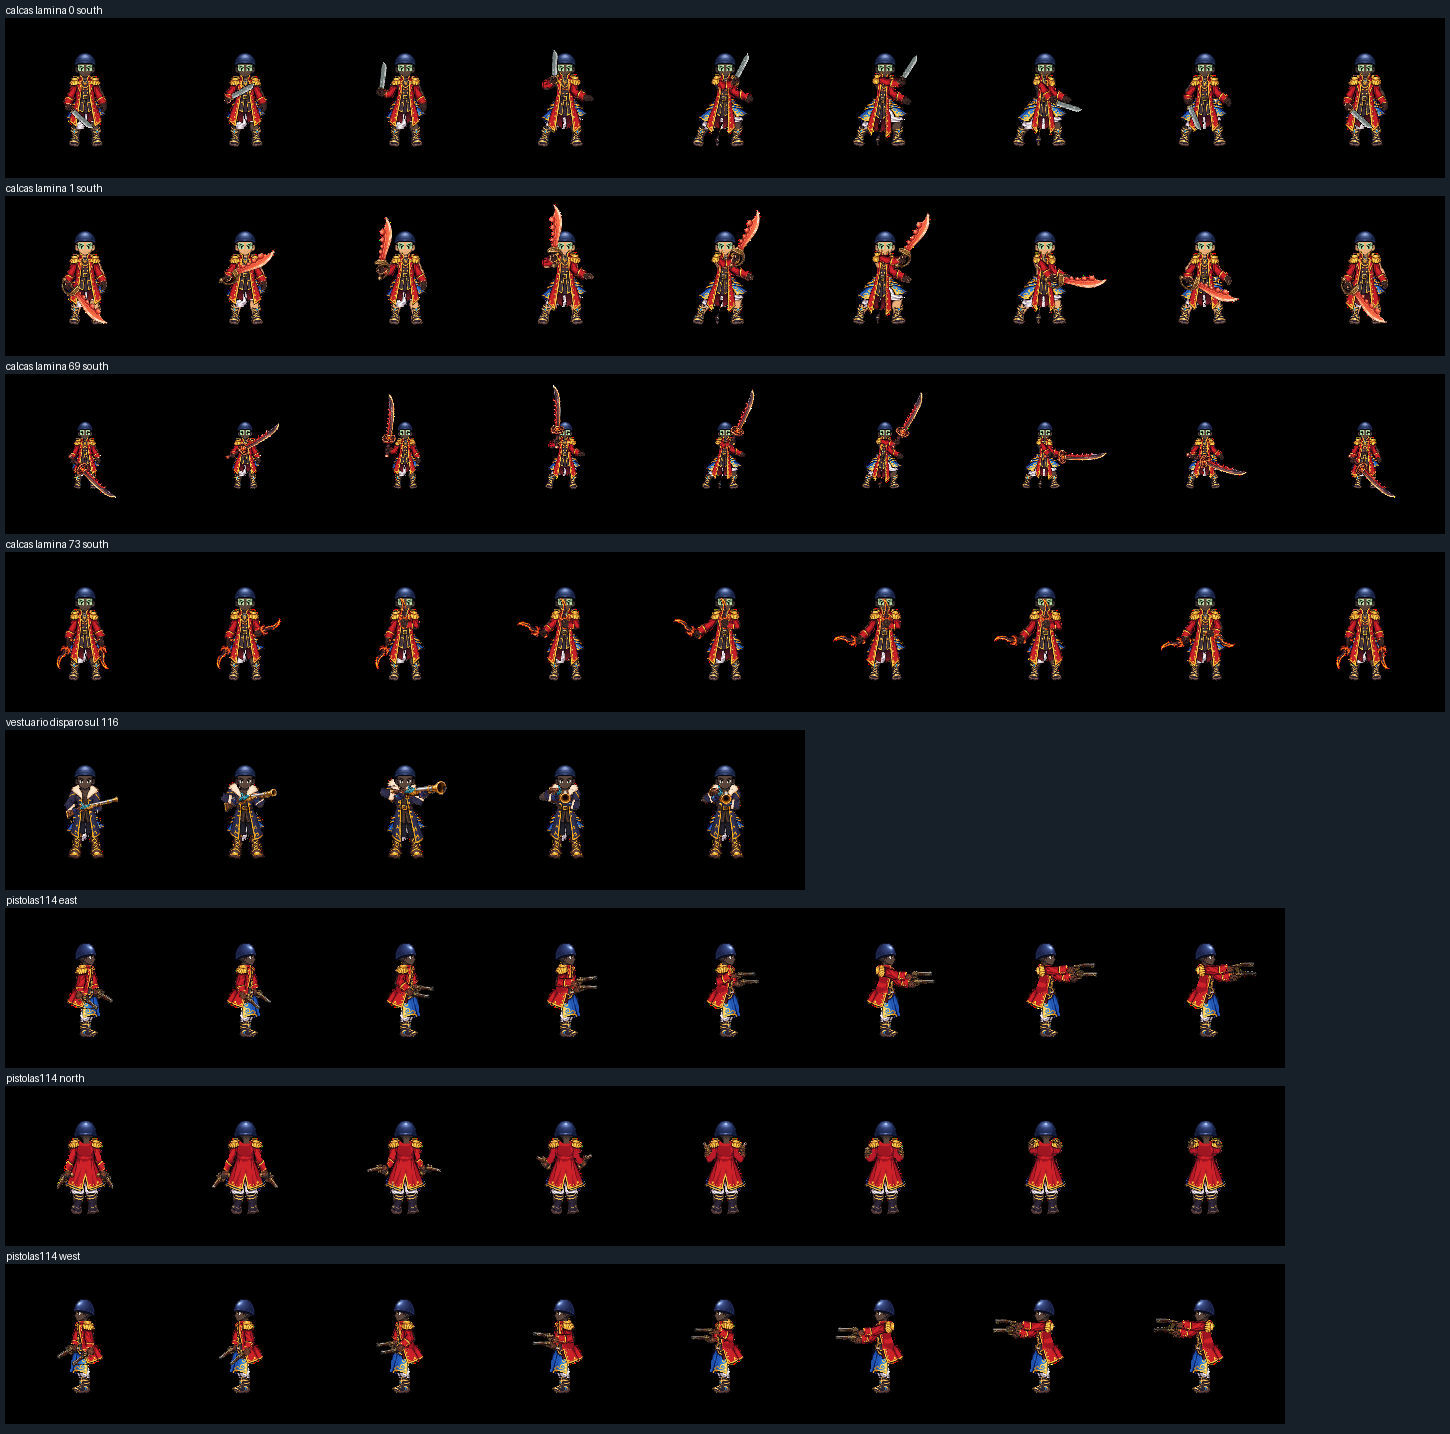 calcas lamina 0 south
calcas lamina 1 south
calcas lamina 69 south
calcas lamina 73 south
vestuario disparo sul 116
pistolas114 east
pistolas114 north
pistolas114 west